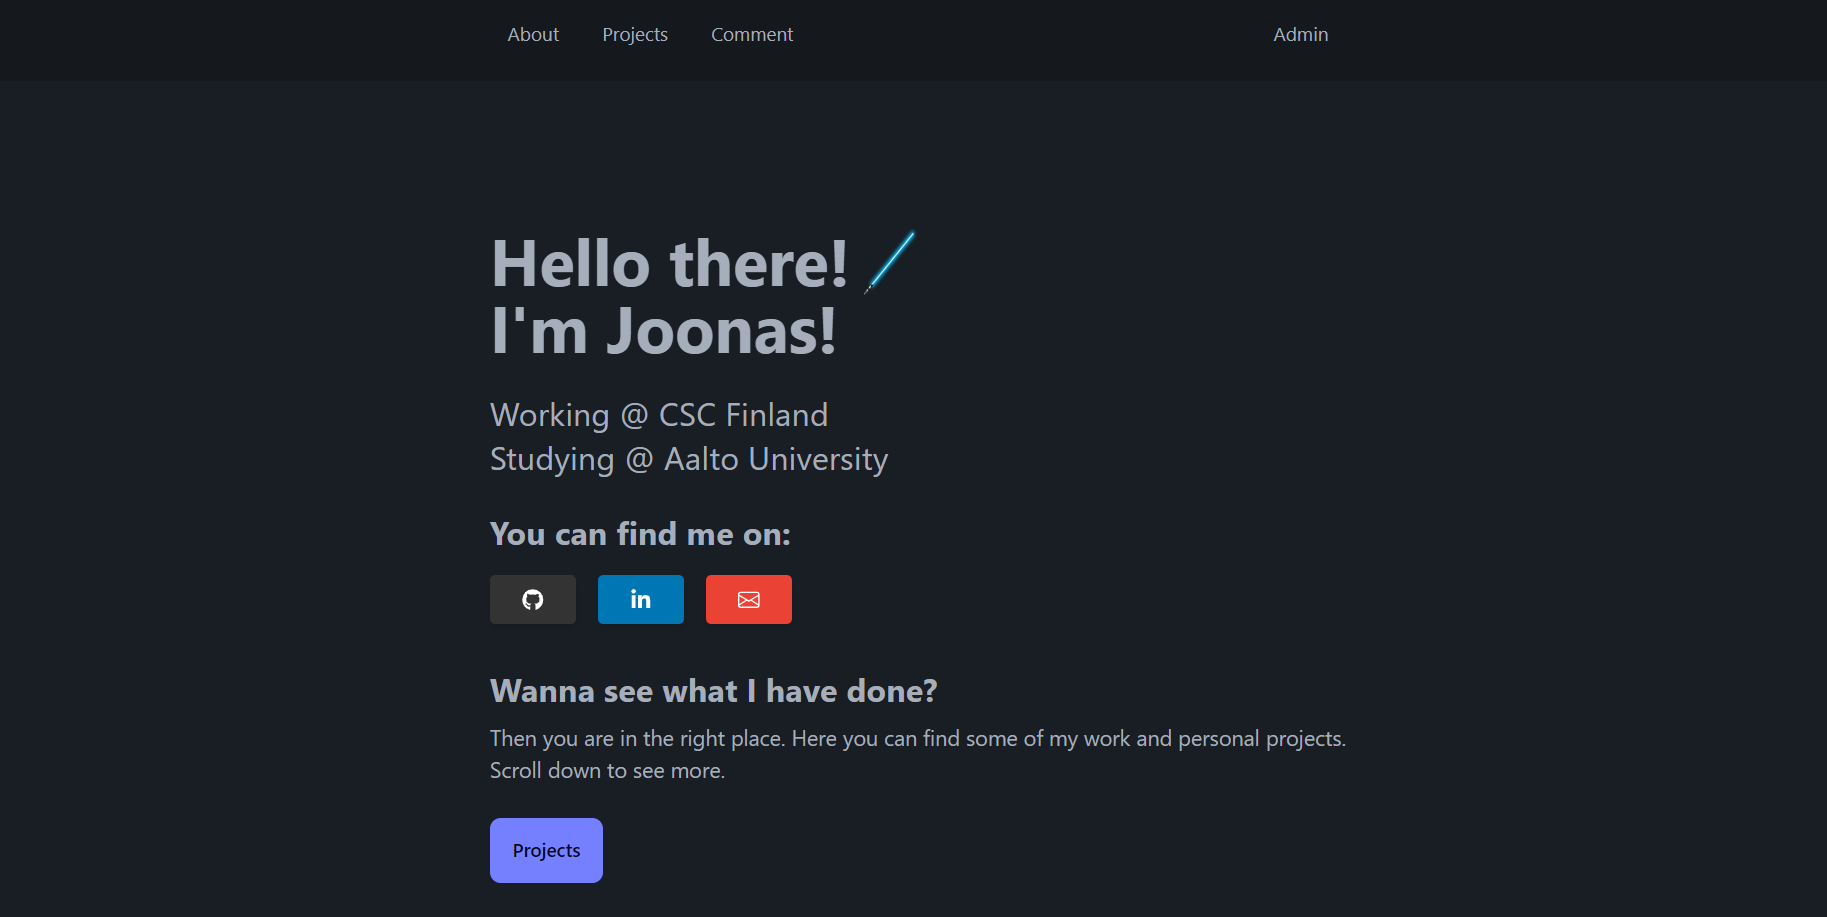 About Projects Comment Admin
Hello there!
I'm Joonas!
Working @ CSC Finland
Studying @ Aalto University
You can find me on:
in
Wanna see what I have done?
Then you are in the right place. Here you can find some of my work and personal projects.
Scroll down to see more.
Projects